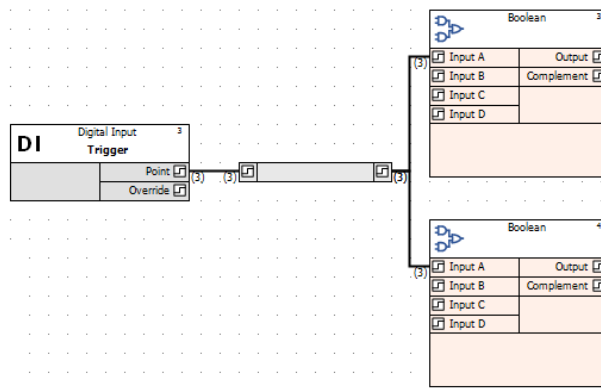 Boolean 3
(3) Input A Output
Input B Complement
Input C
Input D
Digital Input 3
DI Trigger
Point (3) (3) (3)
Override
Boolean 4
(3) Input A Output
Input B Complement
Input C
Input D